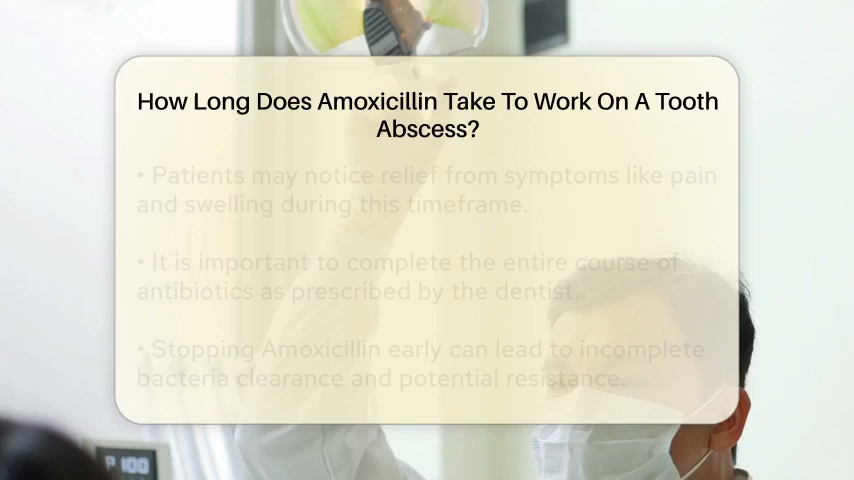 How Long Does Amoxicillin Take To Work On A Tooth
Abscess?
• Patients may notice relief from symptoms like pain
and swelling during this timeframe.
• It is important to complete the entire course of
antibiotics as prescribed by the dentist.
• Stopping Amoxicillin early can lead to incomplete
bacteria clearance and potential resistance.
P 100